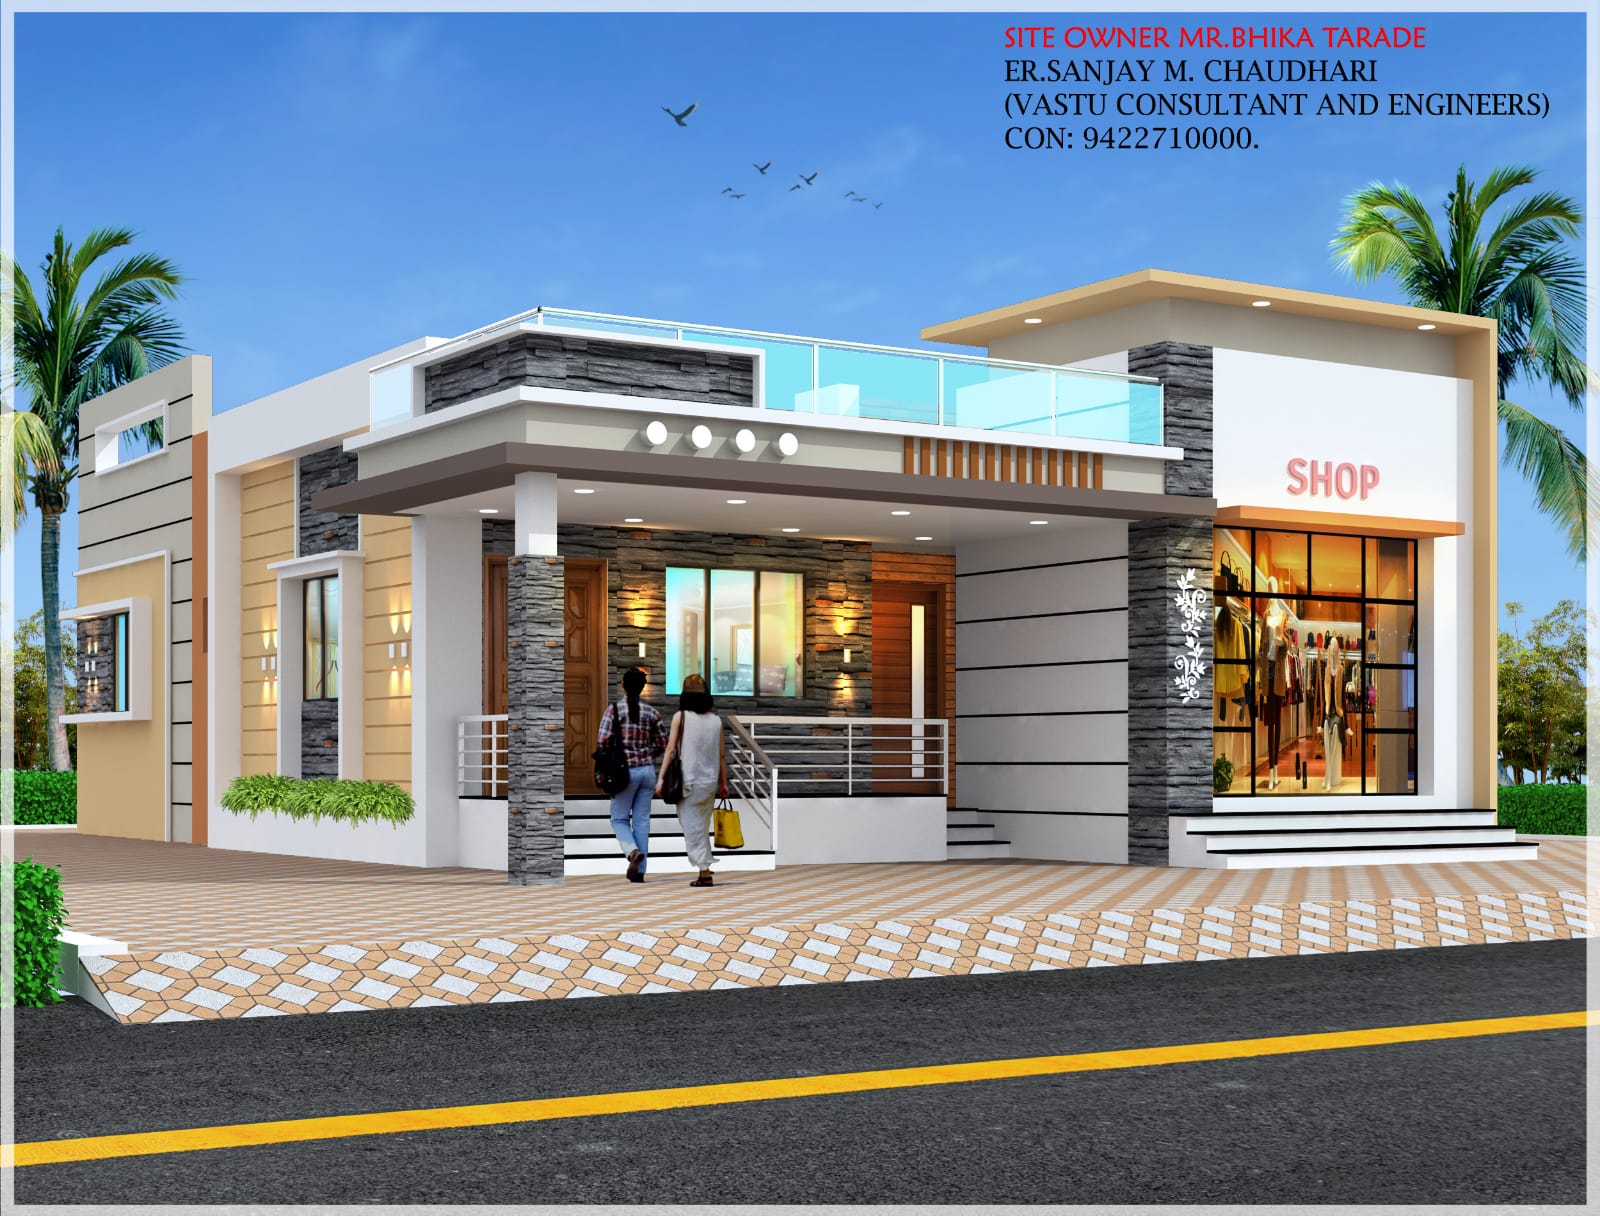 SITE OWNER MR.BHIKA TARADE
ER.SANJAY M. CHAUDHARI
(VASTU CONSULTANT AND ENGINEERS)
CON: 9422710000.
SHOP